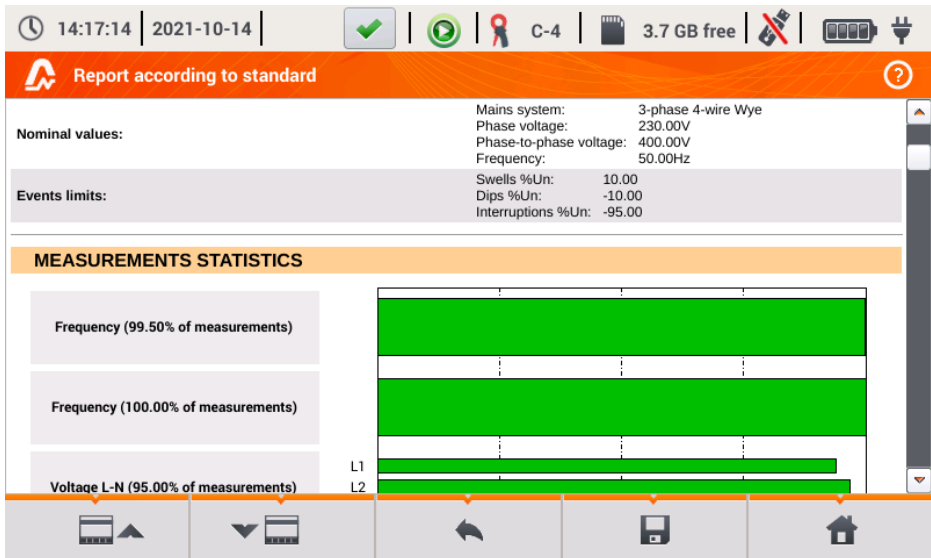 14:17:14 2021-10-14 C-4 3.7 GB free
Report according to standard ?
Nominal values:
Mains system: 3-phase 4-wire Wye
Phase voltage: 230.00V
Phase-to-phase voltage: 400.00V
Frequency: 50.00Hz
Events limits:
Swells %Un: 10.00
Dips %Un: -10.00
Interruptions %Un: -95.00
MEASUREMENTS STATISTICS
Frequency (99.50% of measurements)
Frequency (100.00% of measurements)
Voltage L-N (95.00% of measurements)
L1
L2